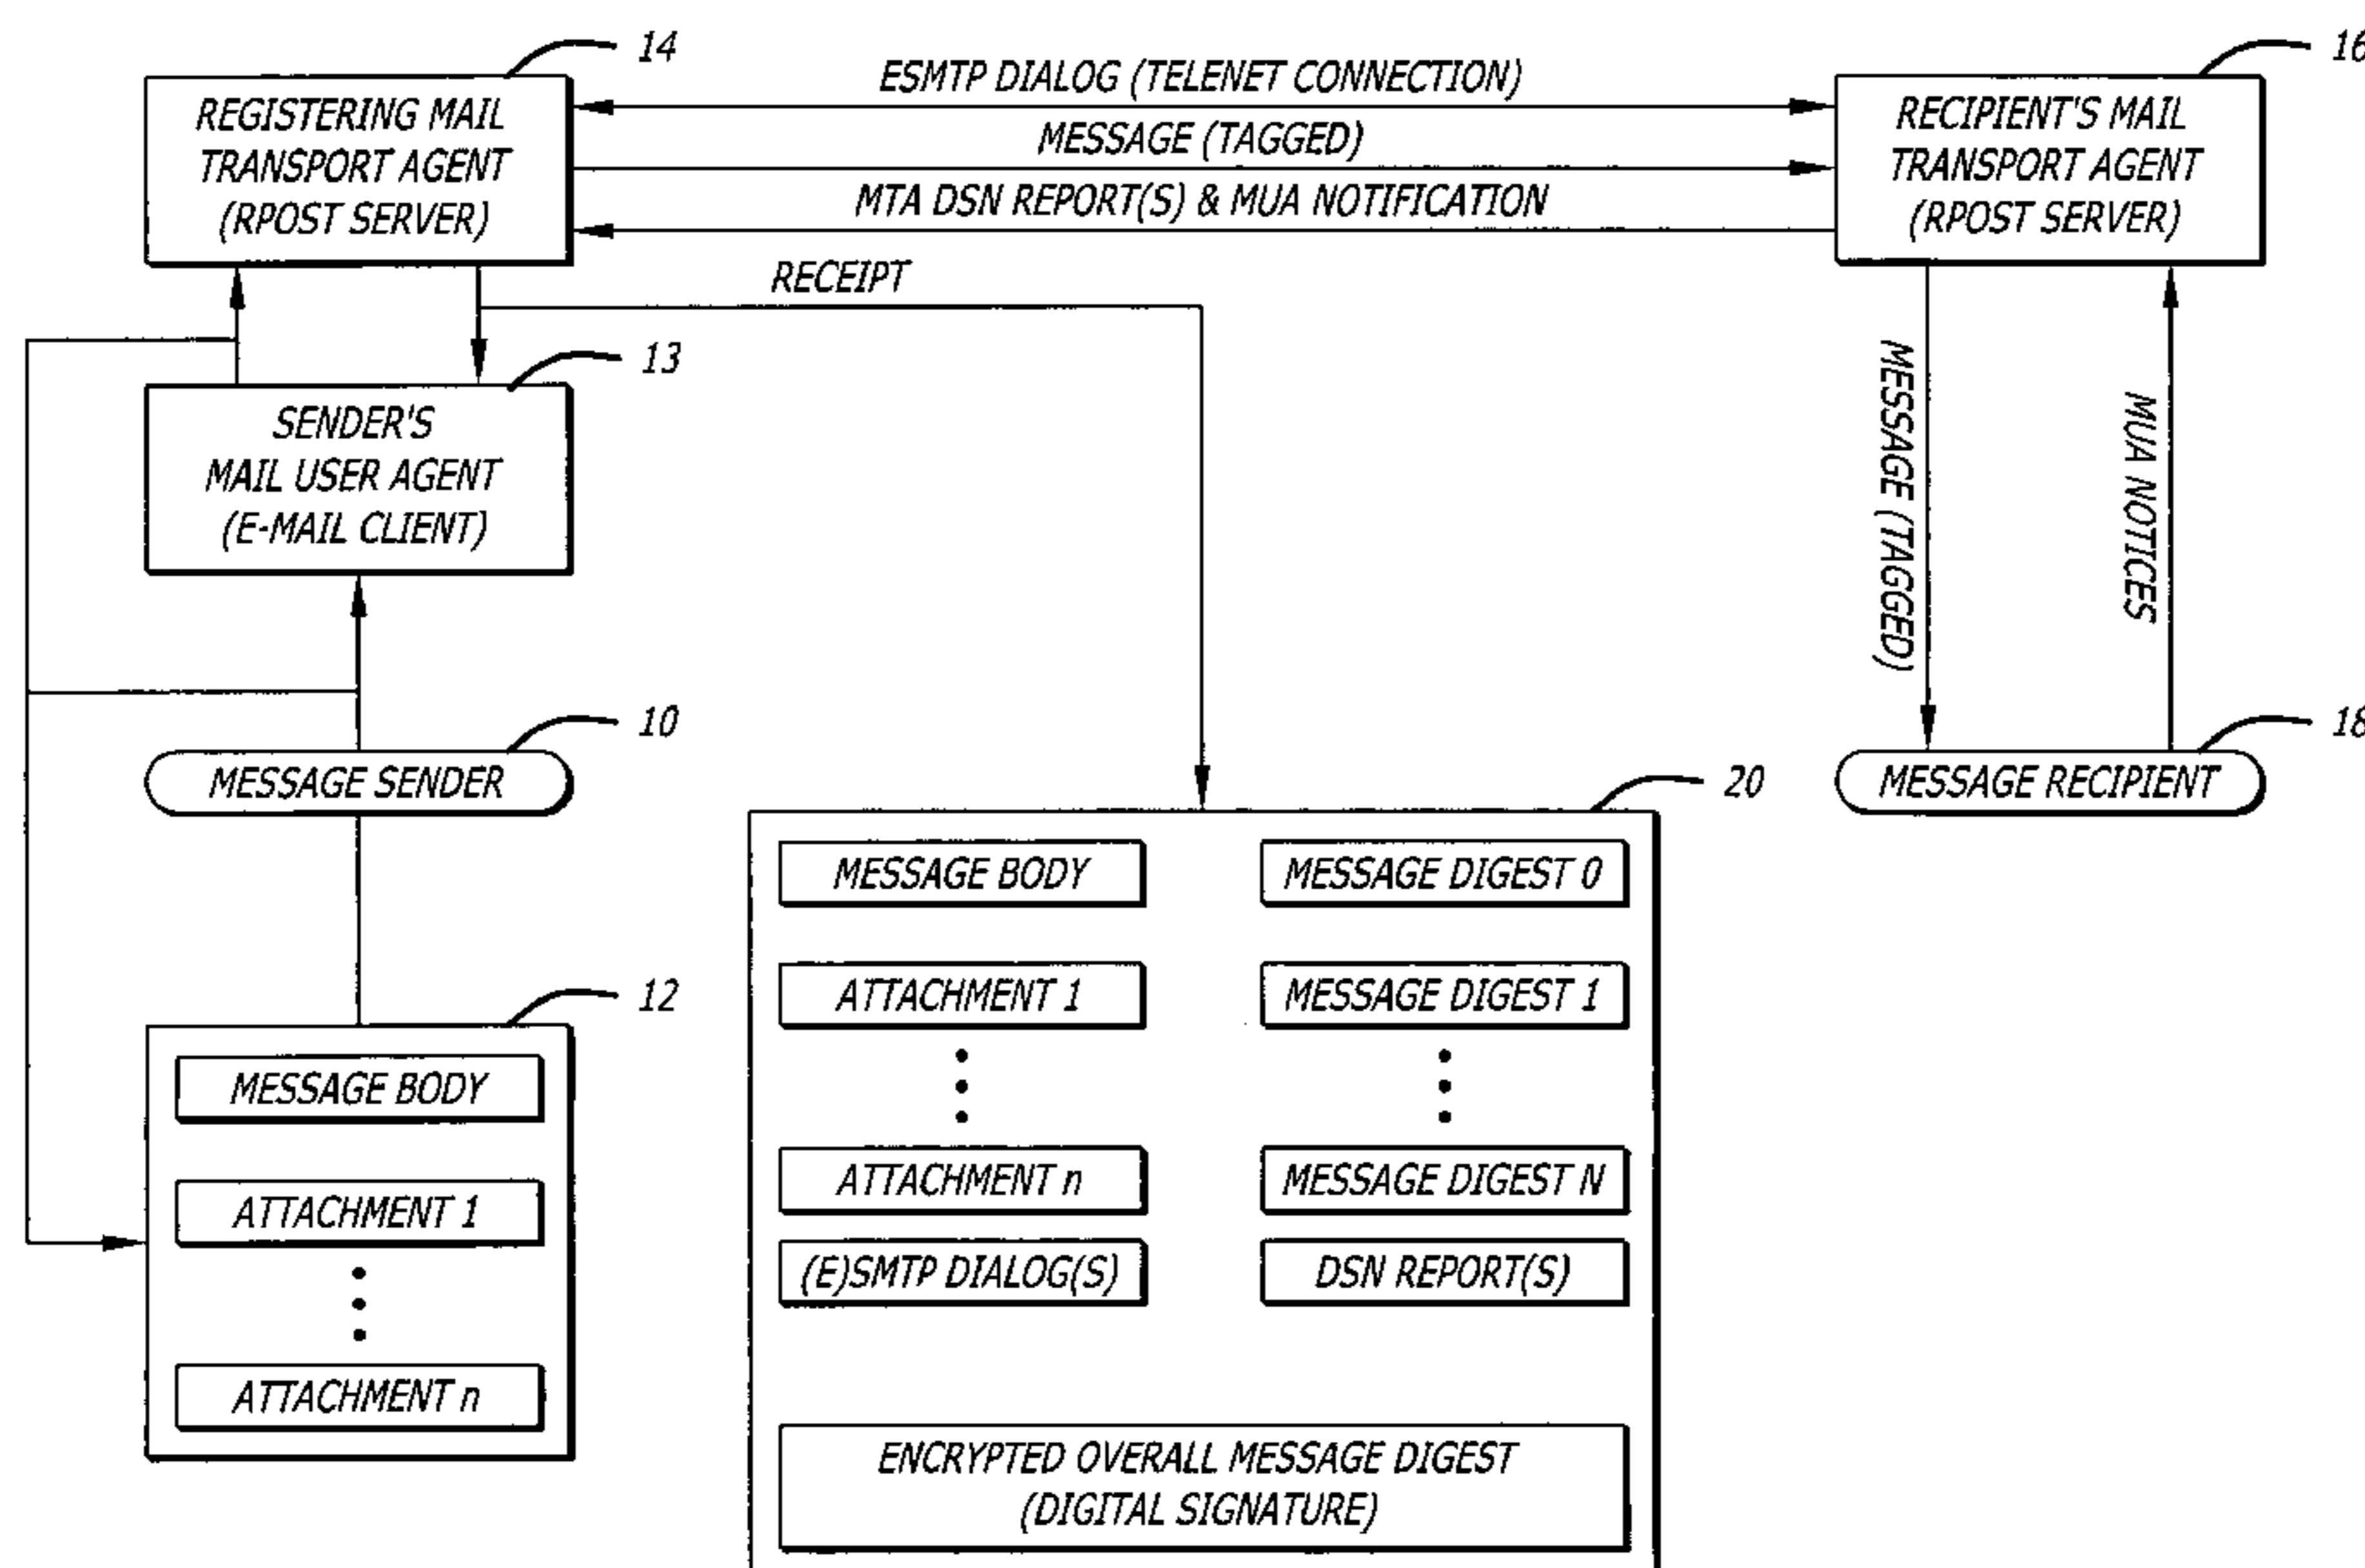 14
REGISTERING MAIL
TRANSPORT AGENT
(RPOST SERVER)
ESMTP DIALOG (TELENET CONNECTION)
MESSAGE (TAGGED)
MTA DSN REPORT(S) & MUA NOTIFICATION
16
RECIPIENT'S MAIL
TRANSPORT AGENT
(RPOST SERVER)
RECEIPT
13
SENDER'S
MAIL USER AGENT
(E-MAIL CLIENT)
MESSAGE (TAGGED)
MUA NOTICES
10
MESSAGE SENDER
18
MESSAGE RECIPIENT
12
MESSAGE BODY
ATTACHMENT 1
ATTACHMENT n
20
MESSAGE BODY
MESSAGE DIGEST 0
ATTACHMENT 1
MESSAGE DIGEST 1
ATTACHMENT n
MESSAGE DIGEST N
(E)SMTP DIALOG(S)
DSN REPORT(S)
ENCRYPTED OVERALL MESSAGE DIGEST
(DIGITAL SIGNATURE)